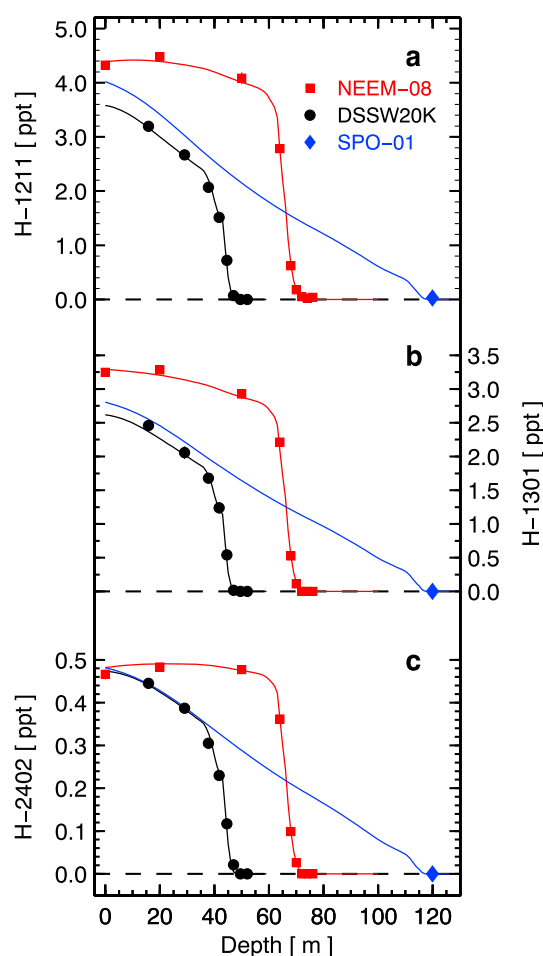 5.0
a
NEEM-08
4.0
DSSW20K
SPO-01
3.0
H-1211 [ ppt ]
2.0
1.0
0.0
b
3.5
3.0
2.5
2.0
1.5
H-1301 [ ppt ]
1.0
0.5
0.0
c
0.5
0.4
0.3
H-2402 [ ppt ]
0.2
0.1
0.0
0 20 40 60 80 100 120
Depth [ m ]